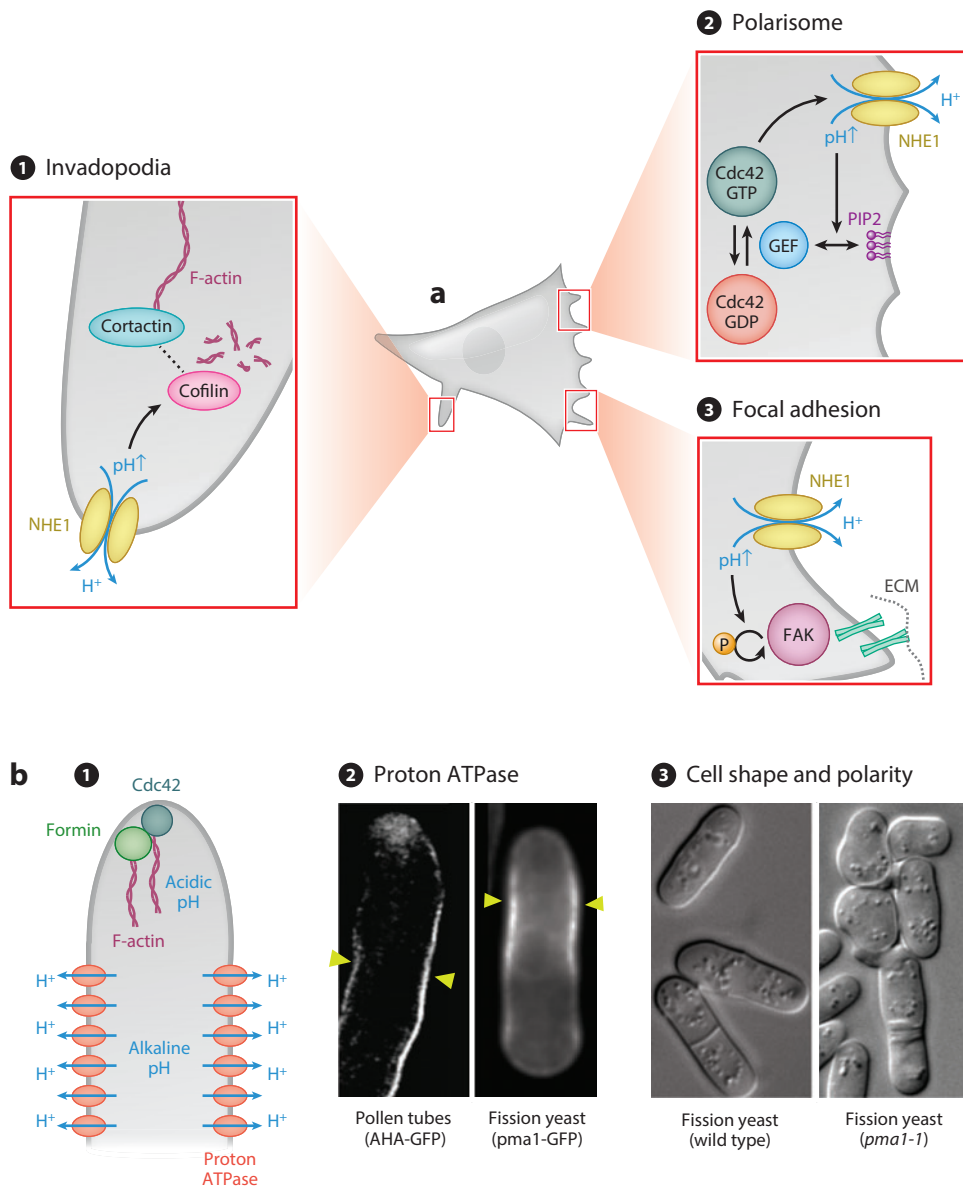 2 Polarisome
H⁺
NHE1
pH↑
Cdc42
GTP
PIP2
GEF
Cdc42
GDP
1 Invadopodia
F-actin
Cortactin
Cofilin
pH↑
NHE1
H⁺
a
3 Focal adhesion
NHE1
H⁺
pH↑
ECM
FAK
P
b
1
Cdc42
Formin
Acidic
pH
F-actin
H⁺
H⁺
H⁺
H⁺
H⁺
H⁺
Alkaline
pH
H⁺
H⁺
Proton
ATPase
2 Proton ATPase
Pollen tubes
(AHA-GFP)
Fission yeast
(pma1-GFP)
3 Cell shape and polarity
Fission yeast
(wild type)
Fission yeast
(pma1-1)